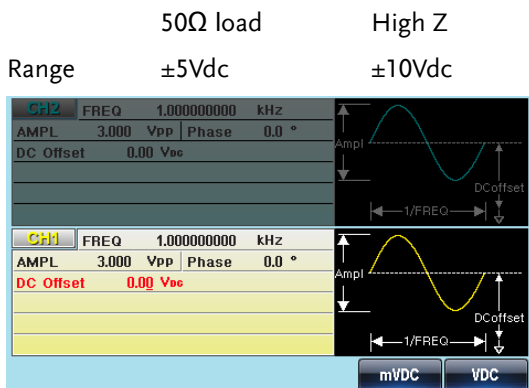 50Ω load High Z
Range ±5Vdc ±10Vdc
CH2 FREQ 1.000000000 kHz
AMPL 3.000 VPP Phase 0.0 °
DC Offset 0.00 VDC
Ampl
DCoffset
1/FREQ
CH1 FREQ 1.000000000 kHz
AMPL 3.000 VPP Phase 0.0 °
DC Offset 0.00 VDC
Ampl
DCoffset
1/FREQ
mVDC VDC